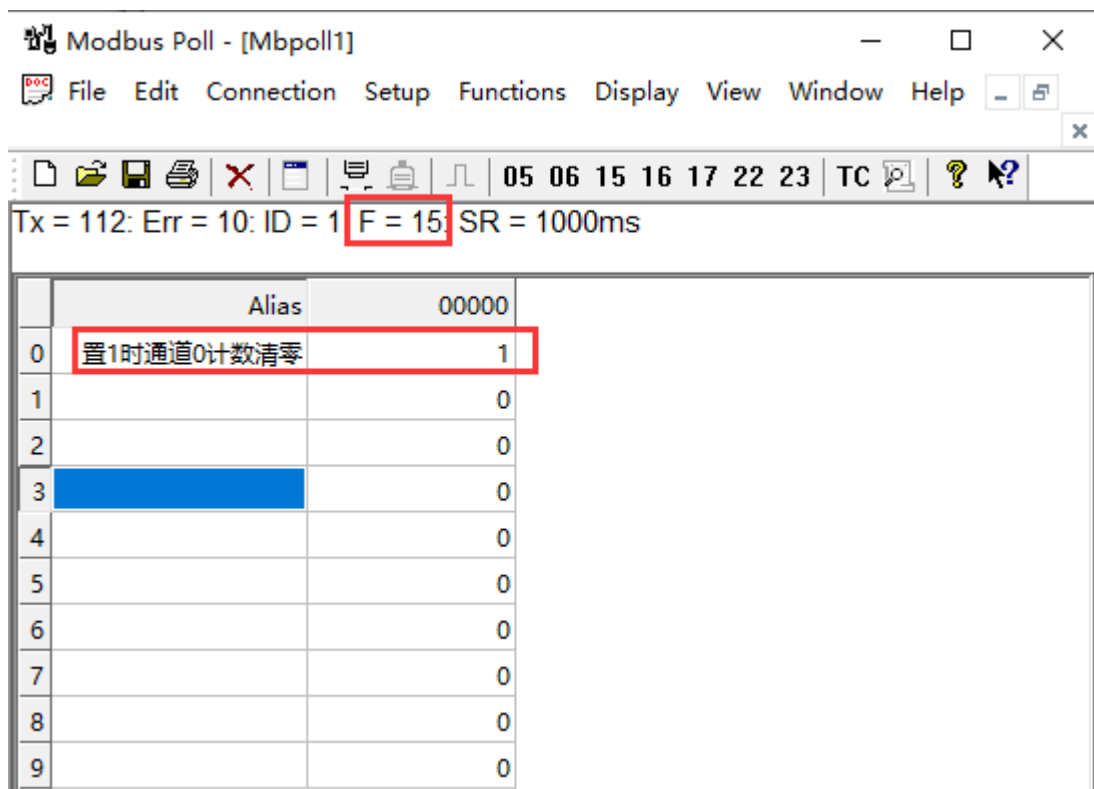 Modbus Poll - [Mbpoll1]
File Edit Connection Setup Functions Display View Window Help
05 06 15 16 17 22 23 TC
Tx = 112: Err = 10: ID = 1 F = 15: SR = 1000ms
Alias 00000
0 置1时通道0计数清零 1
1 0
2 0
3 0
4 0
5 0
6 0
7 0
8 0
9 0